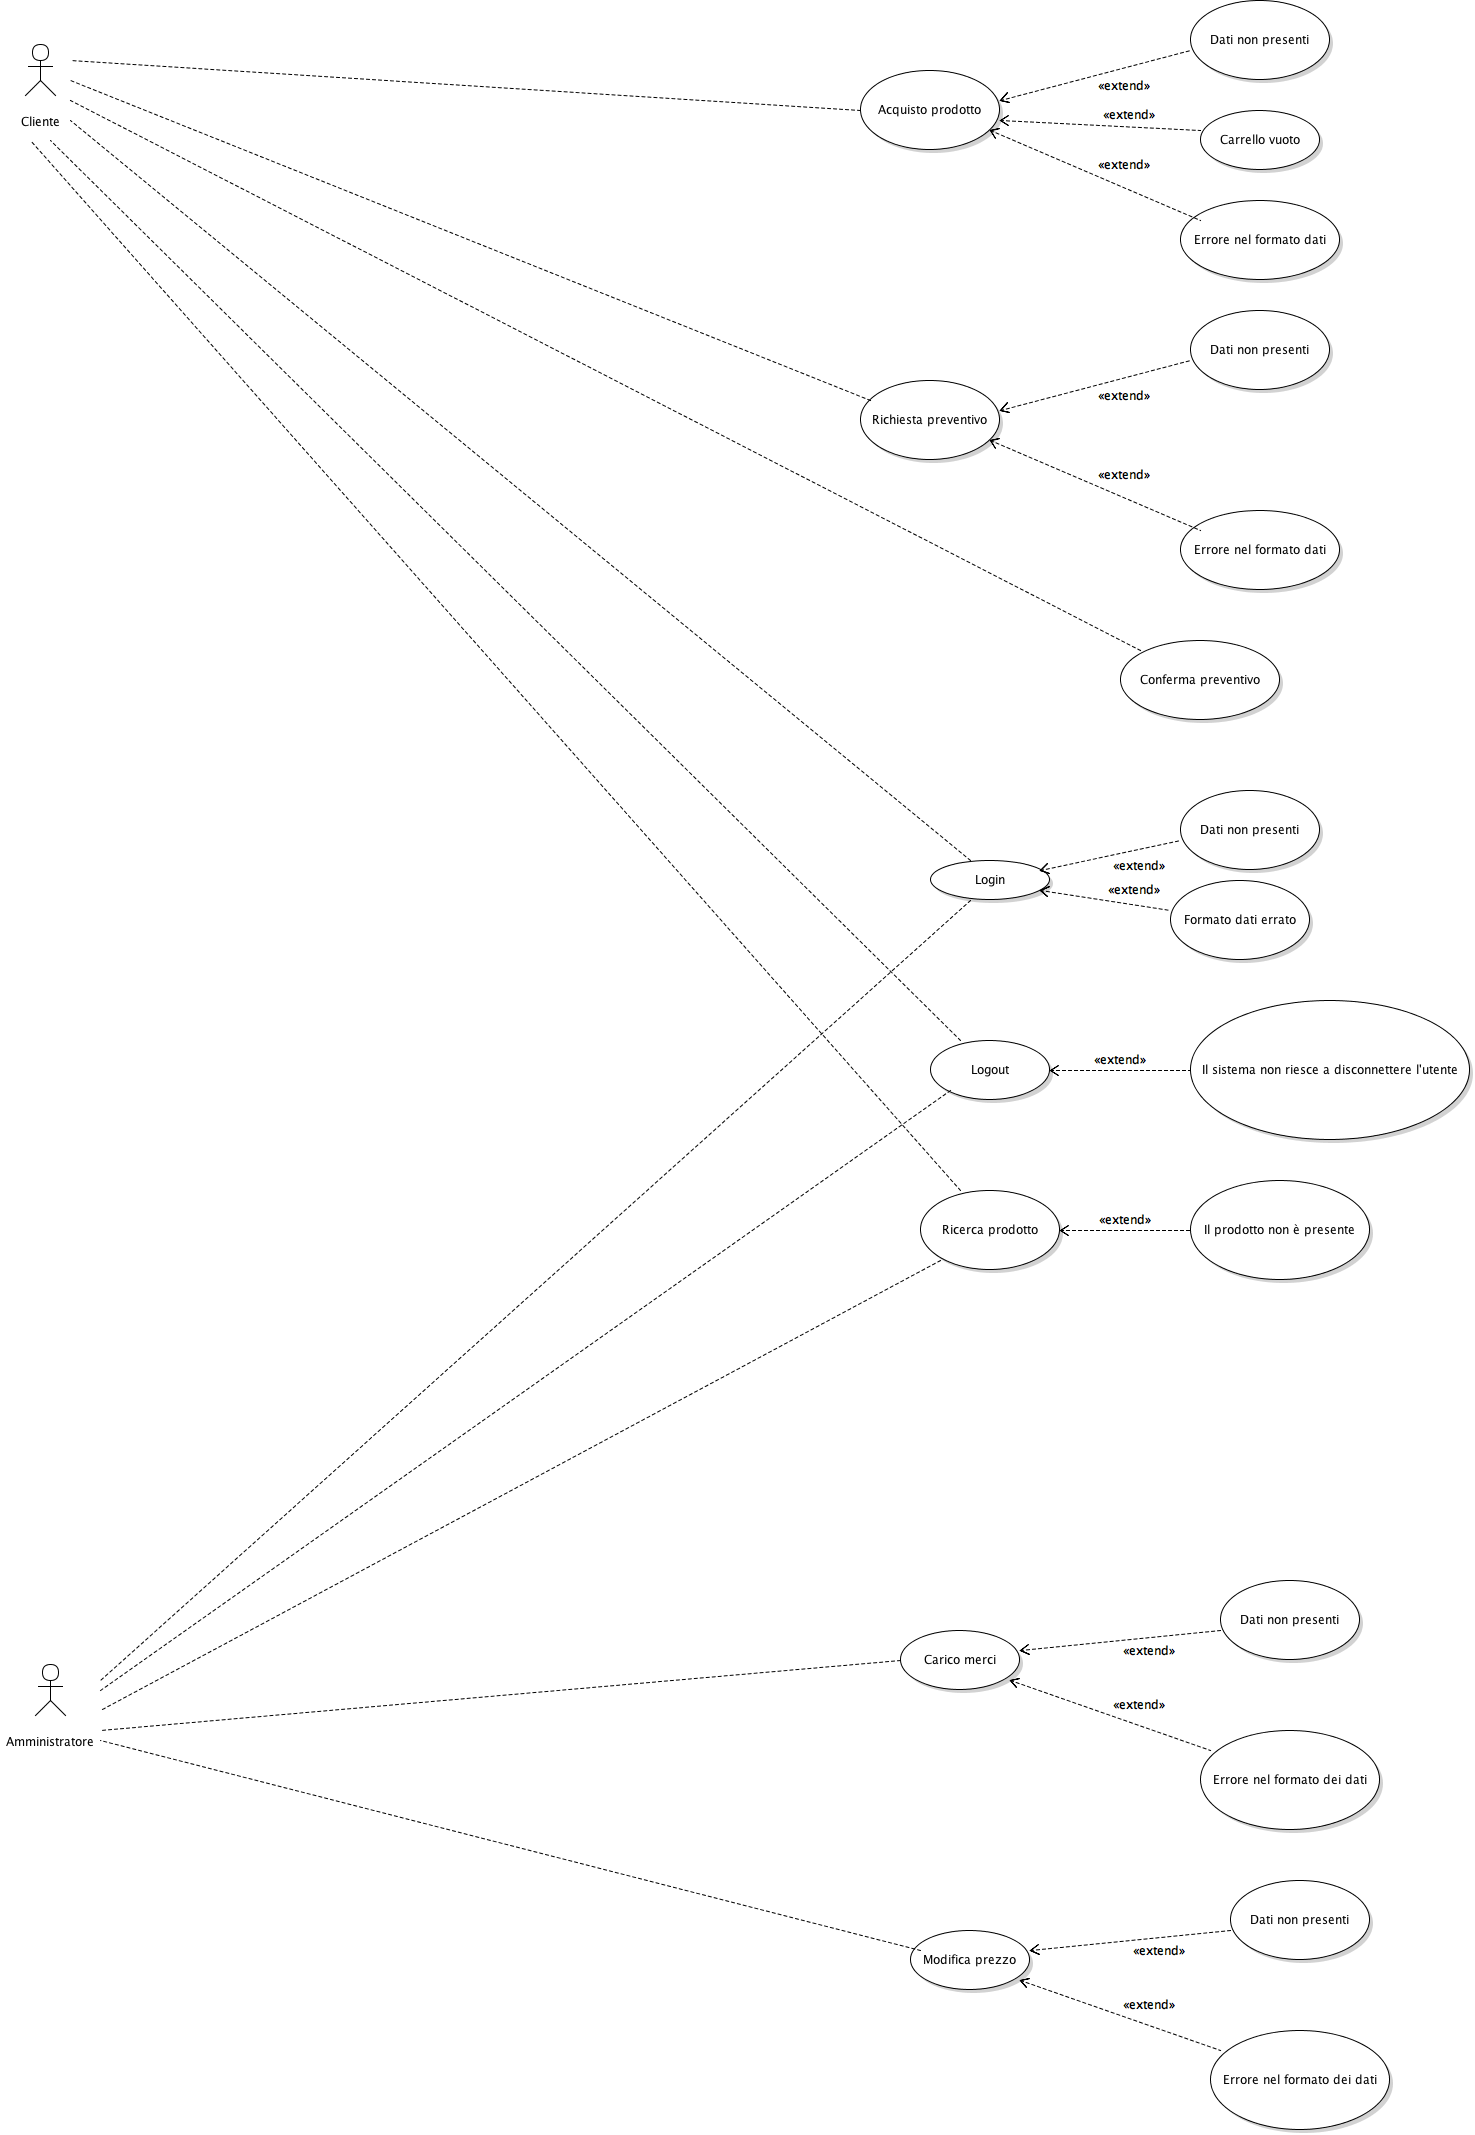 Dati non presenti
«extend»
Cliente
Acquisto prodotto
«extend»
Carrello vuoto
«extend»
Errore nel formato dati
Dati non presenti
«extend»
Richiesta preventivo
«extend»
Errore nel formato dati
Conferma preventivo
Dati non presenti
«extend»
Login
«extend»
Formato dati errato
«extend»
Logout
Il sistema non riesce a disconnettere l'utente
«extend»
Ricerca prodotto
Il prodotto non è presente
Dati non presenti
«extend»
Carico merci
«extend»
Amministratore
Errore nel formato dei dati
Dati non presenti
«extend»
Modifica prezzo
«extend»
Errore nel formato dei dati